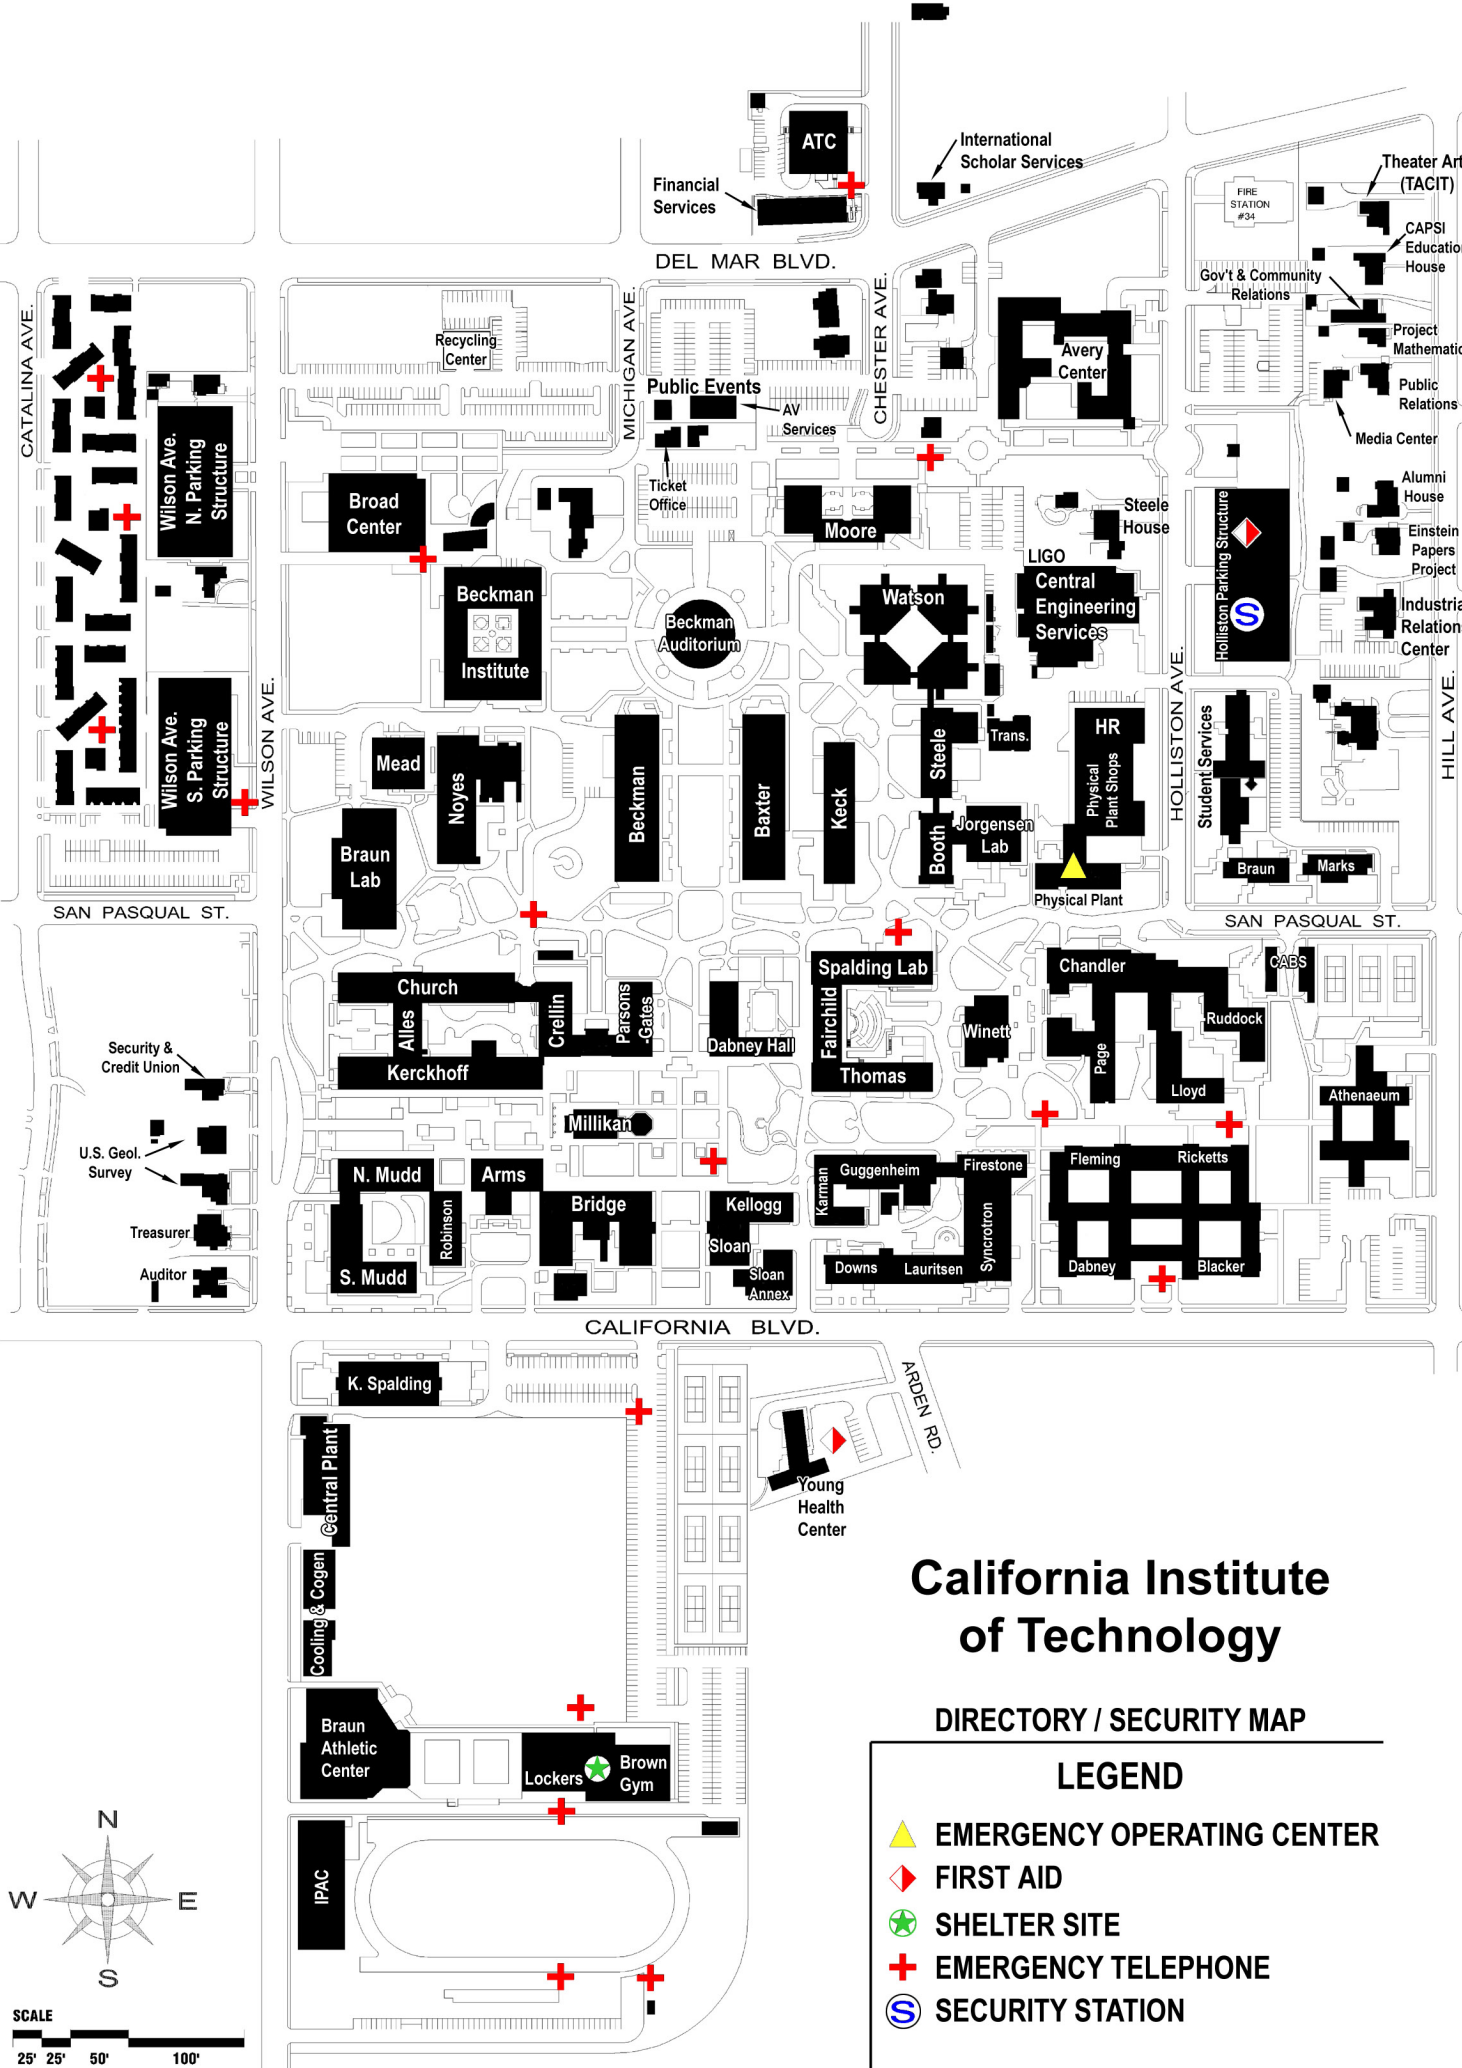 ATC
International
Scholar Services
Financial
Services
FIRE
STATION
#34
Theater Art
(TACIT)
CAPSI
Educatio
House
DEL MAR BLVD.
Gov't & Community
Relations
CATALINA AVE.
MICHIGAN AVE.
CHESTER AVE.
Recycling
Center
Avery
Center
Project
Mathematic
Public Events
AV
Services
Public
Relations
Media Center
Wilson Ave.
N. Parking
Structure
Broad
Center
Ticket
Office
Moore
Steele
House
Holliston Parking Structure
Alumni
House
Einstein
Papers
Project
LIGO
Central
Engineering
Services
Beckman
Institute
Beckman
Auditorium
Watson
S
Industria
Relation
Center
WILSON AVE.
HOLLISTON AVE.
HILL AVE.
Wilson Ave.
S. Parking
Structure
Mead
Noyes
Beckman
Baxter
Keck
Steele
Trans.
HR
Physical
Plant Shops
Student Services
Braun
Lab
Booth
Jorgensen
Lab
Physical Plant
Braun
Marks
SAN PASQUAL ST.
SAN PASQUAL ST.
Church
Alles
Crellin
Parsons
-Gates
Dabney Hall
Spalding Lab
Fairchild
Thomas
Winett
Chandler
Page
Ruddock
Lloyd
CABS
Kerckhoff
Security &
Credit Union
Athenaeum
Millikan
U.S. Geol.
Survey
N. Mudd
Arms
Robinson
Bridge
Kellogg
Karman
Guggenheim
Firestone
Fleming
Ricketts
Treasurer
Sloan
Syncrotron
Auditor
S. Mudd
Sloan
Annex
Downs
Lauritsen
Dabney
Blacker
CALIFORNIA BLVD.
K. Spalding
ARDEN RD.
Central Plant
Young
Health
Center
Cooling & Cogen
California Institute
of Technology
Braun
Athletic
Center
Lockers
Brown
Gym
DIRECTORY / SECURITY MAP
LEGEND
EMERGENCY OPERATING CENTER
FIRST AID
SHELTER SITE
EMERGENCY TELEPHONE
S SECURITY STATION
IPAC
N
W E
S
SCALE
25' 25' 50' 100'